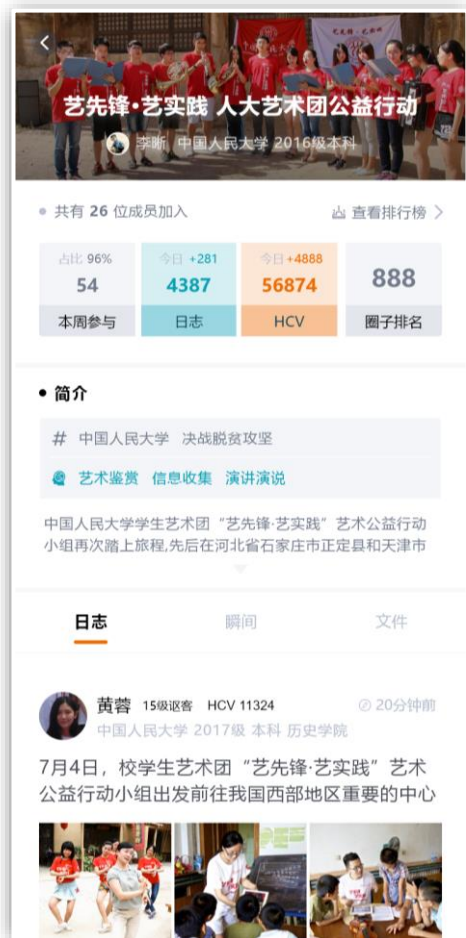 艺先锋·艺实践 人大艺术团公益行动
李晰 中国人民大学 2016级本科
共有 26 位成员加入
查看排行榜
占比 96%
54
本周参与
今日 +281
4387
日志
今日 +4888
56874
HCV
888
圈子排名
简介
# 中国人民大学 决战脱贫攻坚
艺术鉴赏 信息收集 演讲演说
中国人民大学学生艺术团“艺先锋·艺实践”艺术公益行动
小组再次踏上旅程,先后在河北省石家庄市正定县和天津市
日志
瞬间
文件
黄蓉 15级讴客 HCV 11324
20分钟前
中国人民大学 2017级 本科 历史学院
7月4日，校学生艺术团“艺先锋·艺实践”艺术
公益行动小组出发前往我国西部地区重要的中心